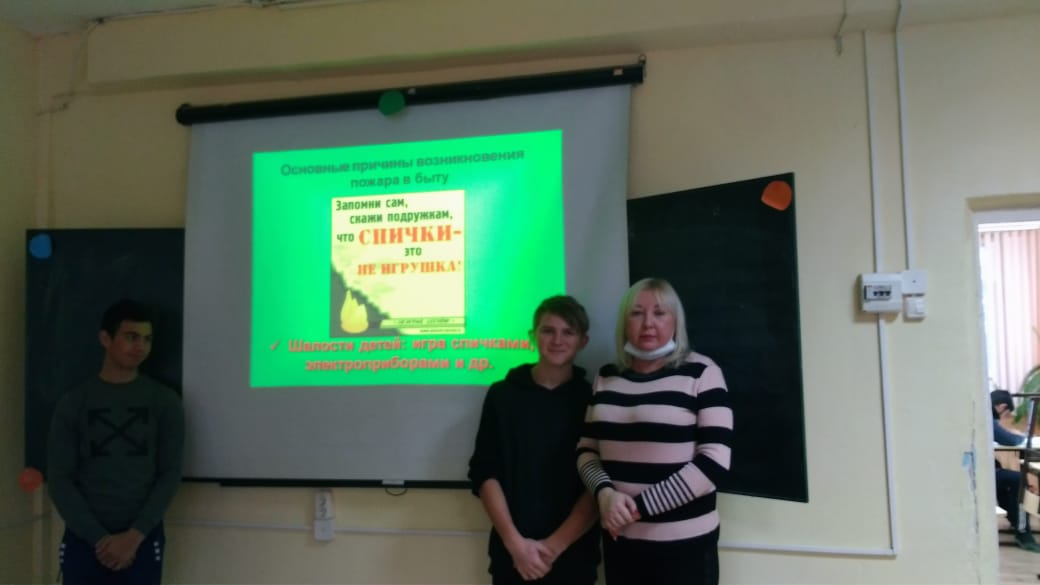 Основные причины возникновения
пожара в быту
Запомни сам,
скажи подружкам,
что СПИЧКИ-
это
НЕ ИГРУШКА!
✓ Шалости детей: игра спичками,
электроприборами и др.